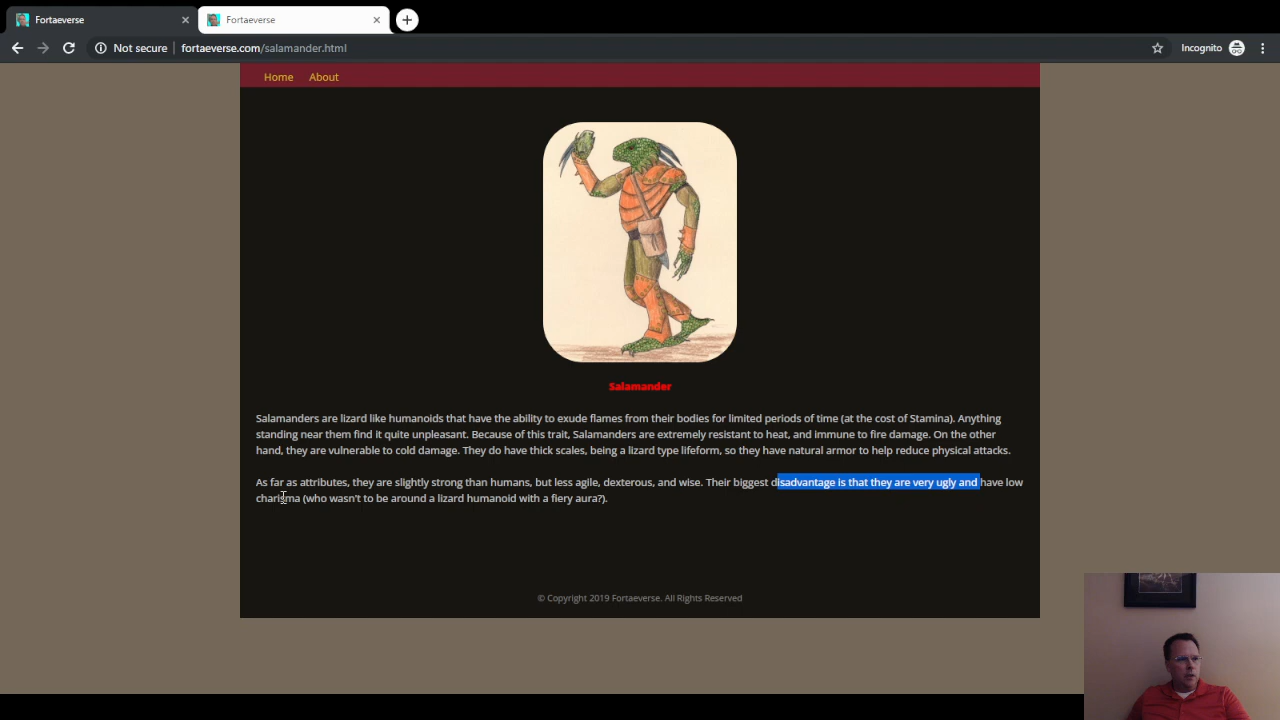 Fortaeverse
Fortaeverse
Not secure
fortaeverse.com/salamander.html
Incognito
Home
About
Salamander
Salamanders are lizard like humanoids that have the ability to exude flames from their bodies for limited periods of time (at the cost of Stamina). Anything
standing near them find it quite unpleasant. Because of this trait, Salamanders are extremely resistant to heat, and immune to fire damage. On the other
hand, they are vulnerable to cold damage. They do have thick scales, being a lizard type lifeform, so they have natural armor to help reduce physical attacks.
As far as attributes, they are slightly strong than humans, but less agile, dexterous, and wise. Their biggest disadvantage is that they are very ugly and have low
charisma (who wasn't to be around a lizard humanoid with a fiery aura?).
© Copyright 2019 Fortaeverse. All Rights Reserved